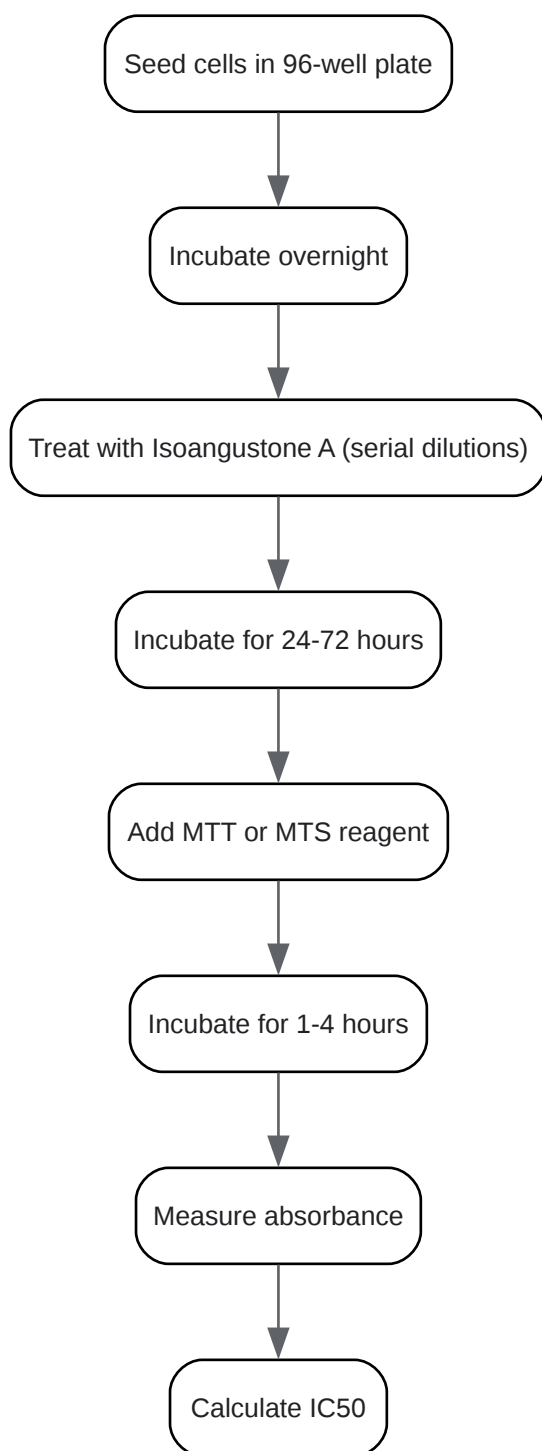 Seed cells in 96-well plate
Incubate overnight
Treat with Isoangustone A (serial dilutions)
Incubate for 24-72 hours
Add MTT or MTS reagent
Incubate for 1-4 hours
Measure absorbance
Calculate IC50